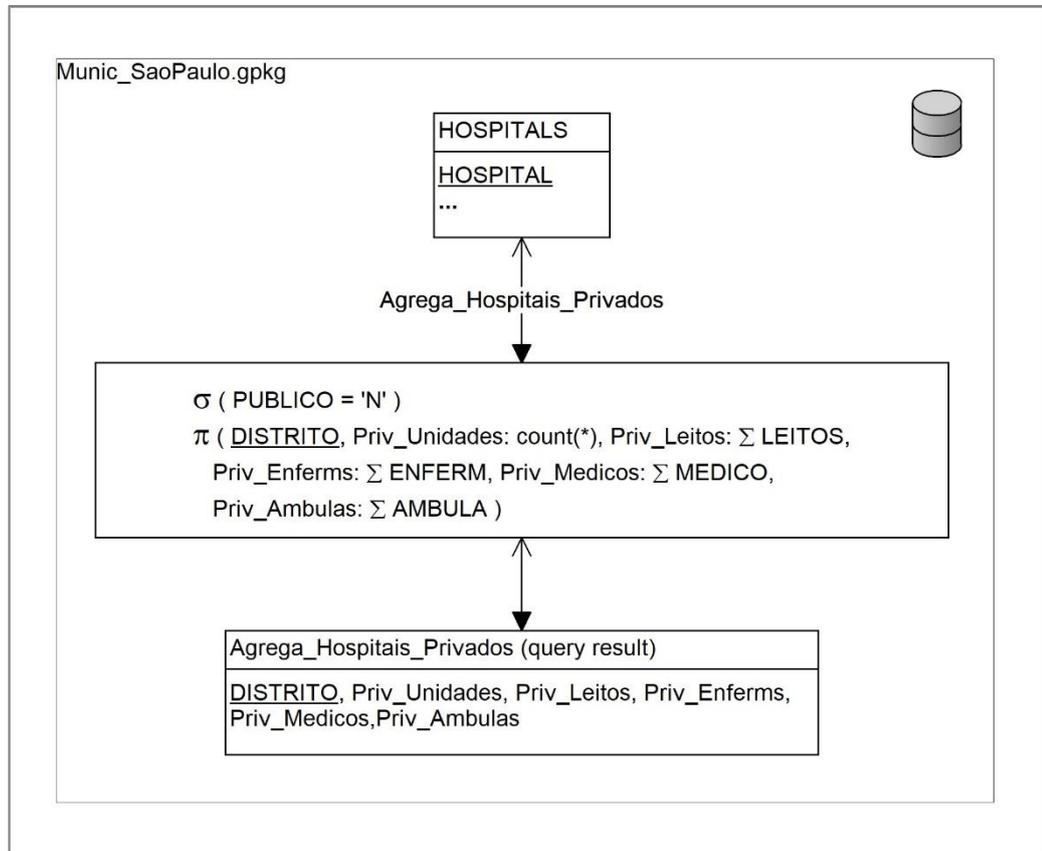 Munic_SaoPaulo.gpkg
HOSPITALS
HOSPITAL
...
Agrega_Hospitais_Privados
σ ( PUBLICO = 'N' )
π ( DISTRITO, Priv_Unidades: count(*), Priv_Leitos: ∑ LEITOS,
Priv_Enferms: ∑ ENFERM, Priv_Medicos: ∑ MEDICO,
Priv_Ambulas: ∑ AMBULA )
Agrega_Hospitais_Privados (query result)
DISTRITO, Priv_Unidades, Priv_Leitos, Priv_Enferms,
Priv_Medicos,Priv_Ambulas